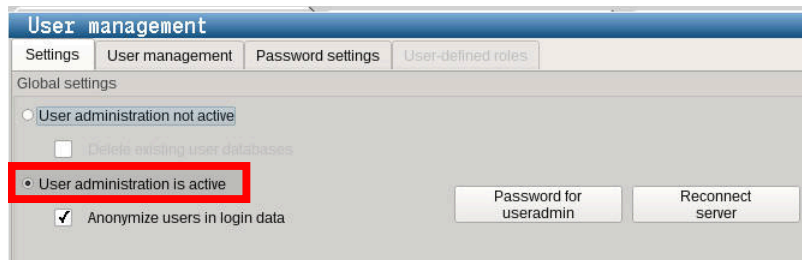 User management
Settings User management Password settings User-defined roles
Global settings
User administration not active
Delete existing user databases
User administration is active
Anonymize users in login data
Password for
useradmin
Reconnect
server